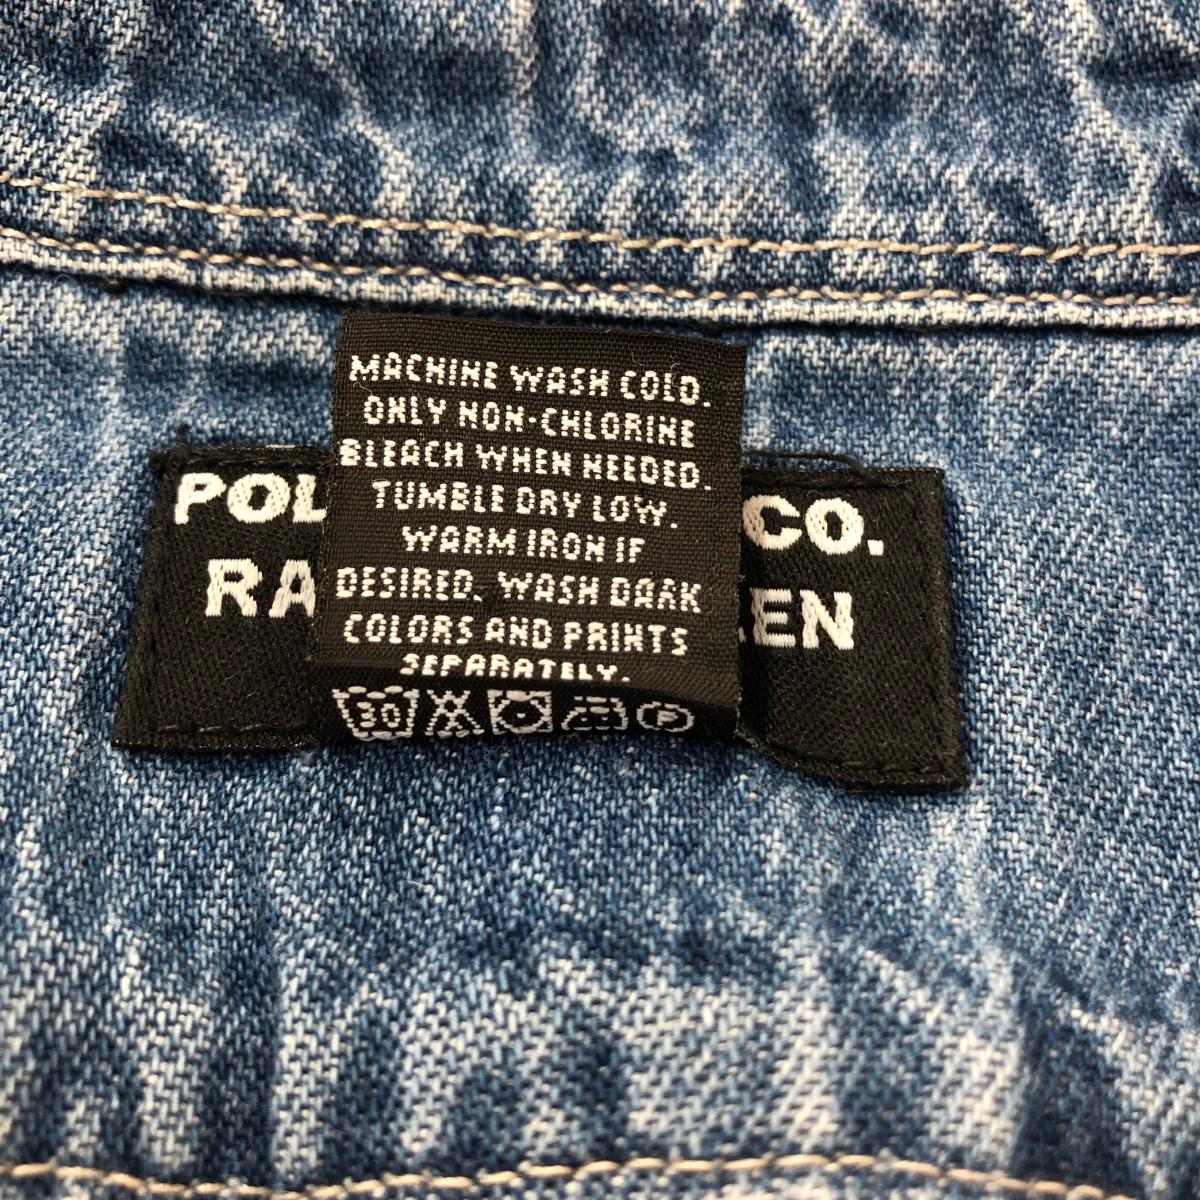 MACHINE WASH COLD.
ONLY NON-CHLORINE
BLEACH WHEN NEEDED.
TUMBLE DRY LOW.
WARM IRON IF
DESIRED. WASH DARK
COLORS AND PRINTS
SEPARATELY.
30 P
POL CO.
RA EN